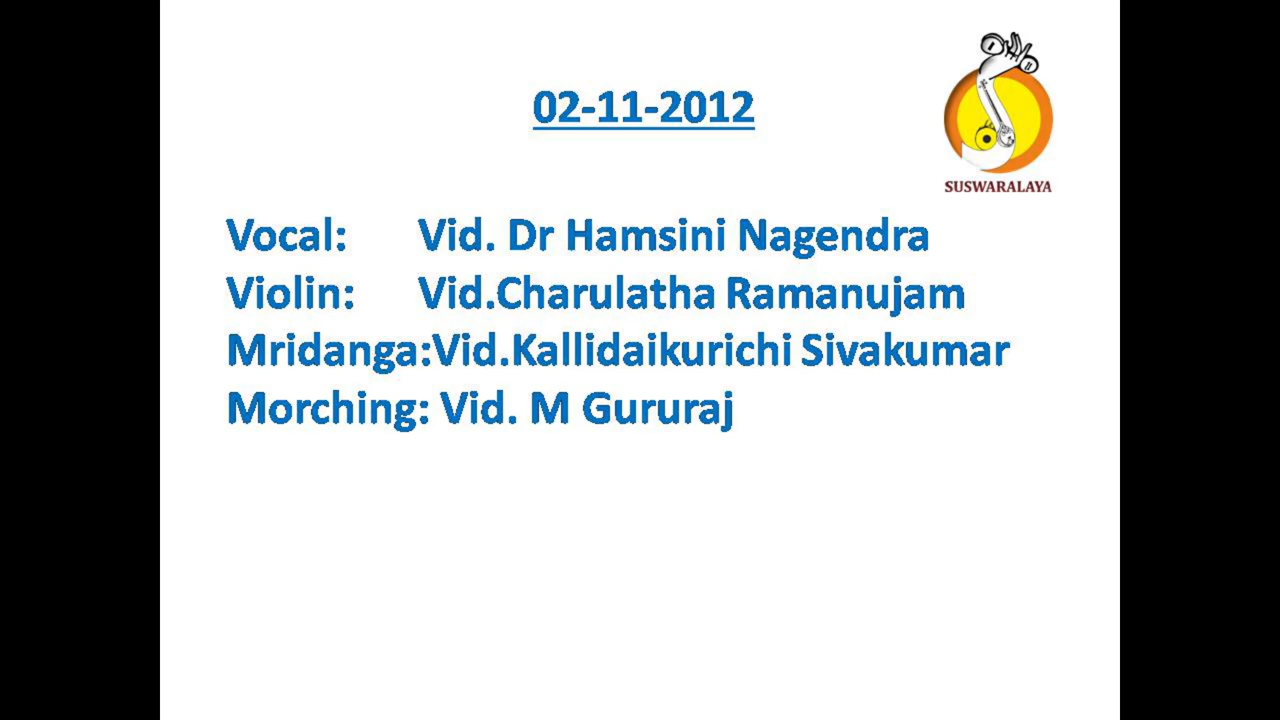 02-11-2012
SUSWARALAYA
Vocal: Vid. Dr Hamsini Nagendra
Violin: Vid.Charulatha Ramanujam
Mridanga:Vid.Kallidaikurichi Sivakumar
Morching: Vid. M Gururaj